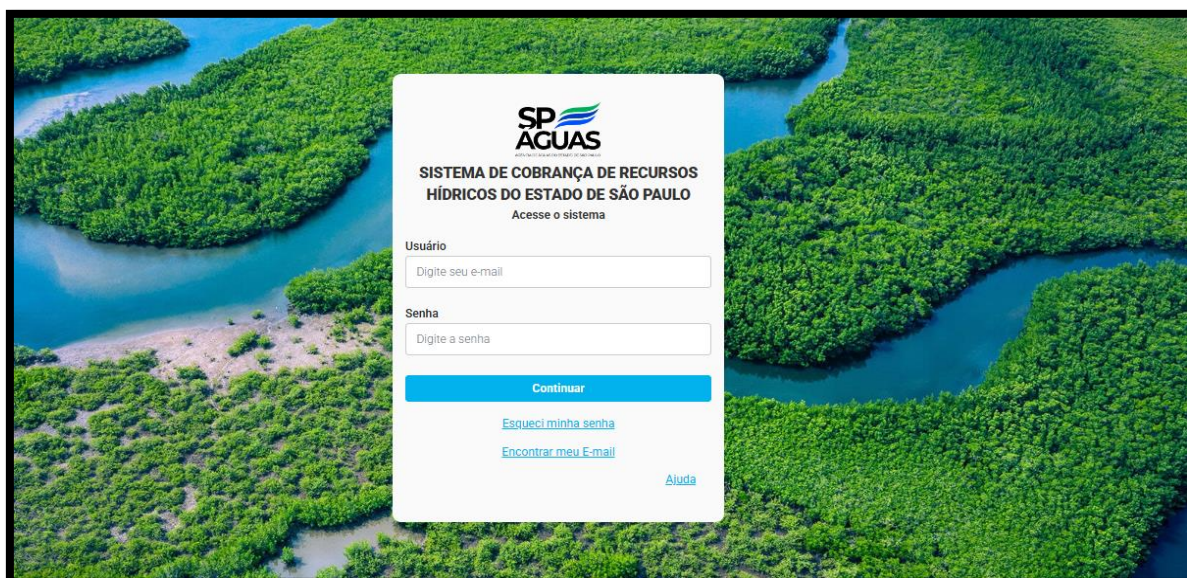 SP
ÁGUAS
SISTEMA DE COBRANÇA DE RECURSOS
HÍDRICOS DO ESTADO DE SÃO PAULO
Acesse o sistema
Usuário
Digite seu e-mail
Senha
Digite a senha
Continuar
Esqueci minha senha
Encontrar meu E-mail
Ajuda